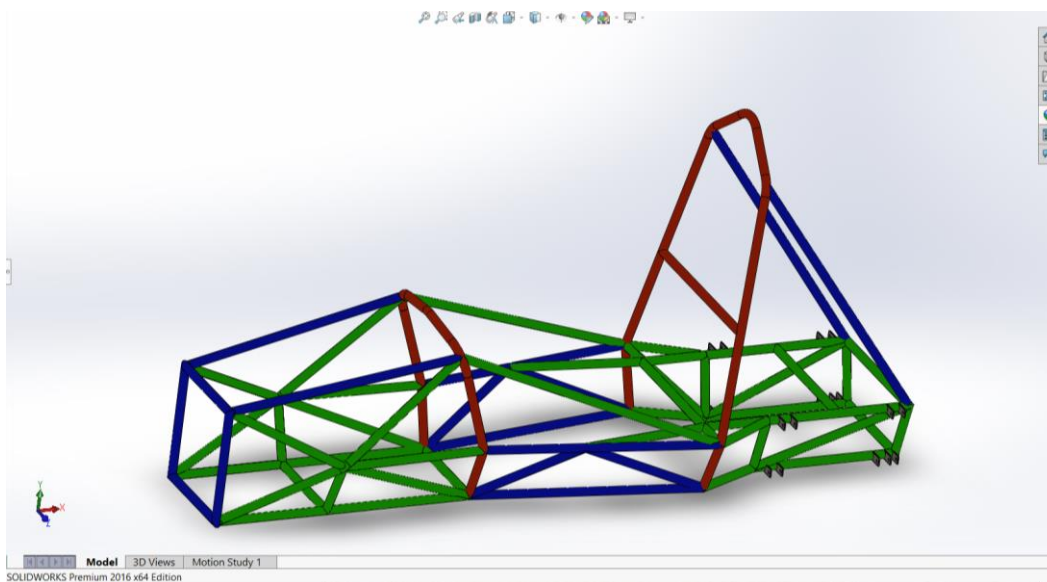 Y
X
Z
Model 3D Views Motion Study 1
SOLIDWORKS Premium 2016 x64 Edition